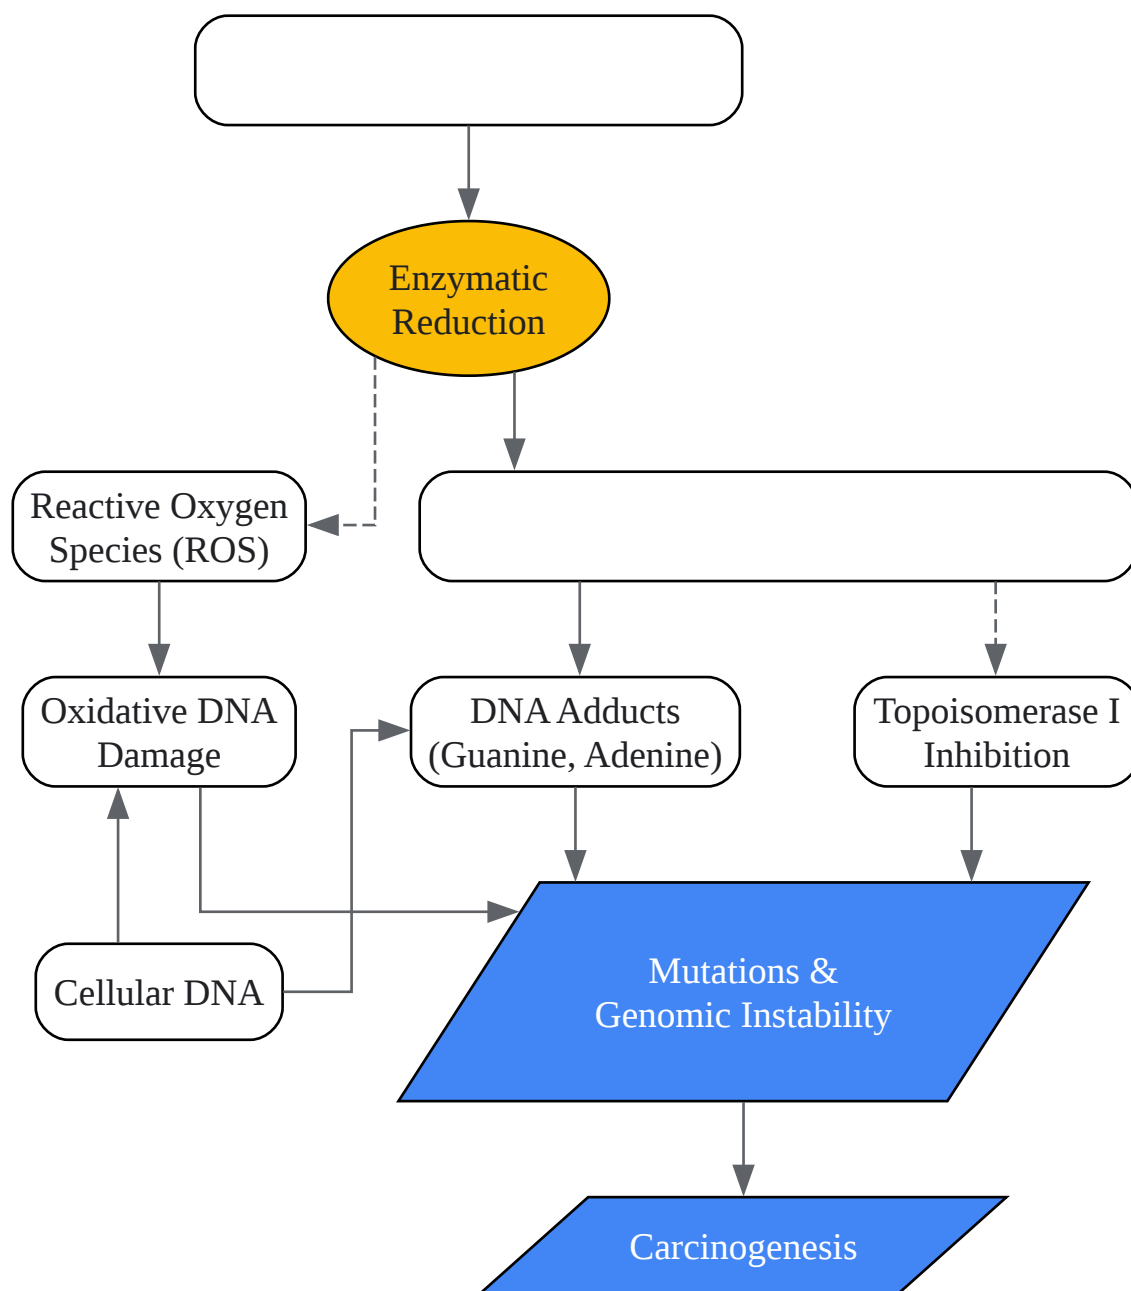 Enzymatic
Reduction
Reactive Oxygen
Species (ROS)
Oxidative DNA
Damage
DNA Adducts
(Guanine, Adenine)
Topoisomerase I
Inhibition
Cellular DNA
Mutations &
Genomic Instability
Carcinogenesis